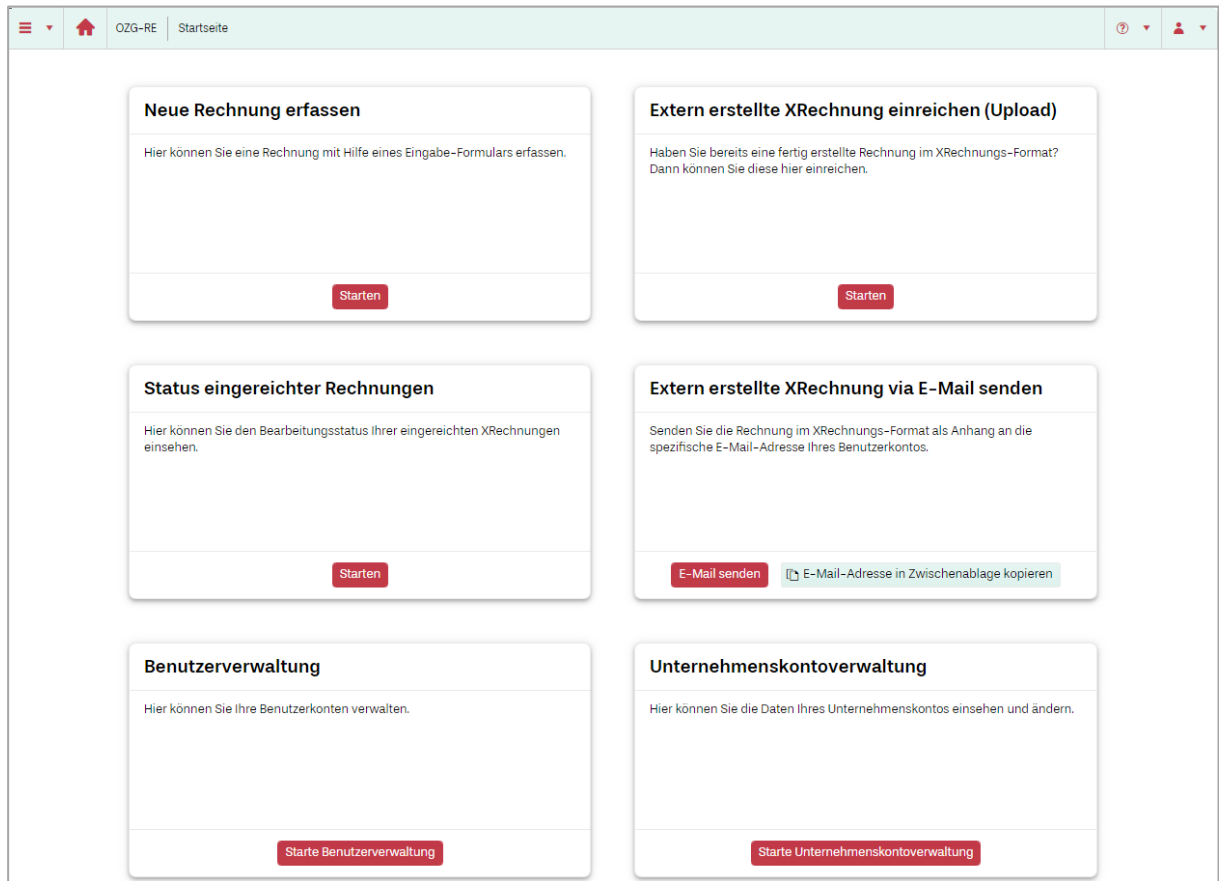 OZG-RE Startseite
Neue Rechnung erfassen
Hier können Sie eine Rechnung mit Hilfe eines Eingabe-Formulars erfassen.
Starten
Extern erstellte XRechnung einreichen (Upload)
Haben Sie bereits eine fertig erstellte Rechnung im XRechnungs-Format?
Dann können Sie diese hier einreichen.
Starten
Status eingereichter Rechnungen
Hier können Sie den Bearbeitungsstatus Ihrer eingereichten XRechnungen
einsehen.
Starten
Extern erstellte XRechnung via E-Mail senden
Senden Sie die Rechnung im XRechnungs-Format als Anhang an die
spezifische E-Mail-Adresse Ihres Benutzerkontos.
E-Mail senden E-Mail-Adresse in Zwischenablage kopieren
Benutzerverwaltung
Hier können Sie Ihre Benutzerkonten verwalten.
Starte Benutzerverwaltung
Unternehmenskontoverwaltung
Hier können Sie die Daten Ihres Unternehmenskontos einsehen und ändern.
Starte Unternehmenskontoverwaltung